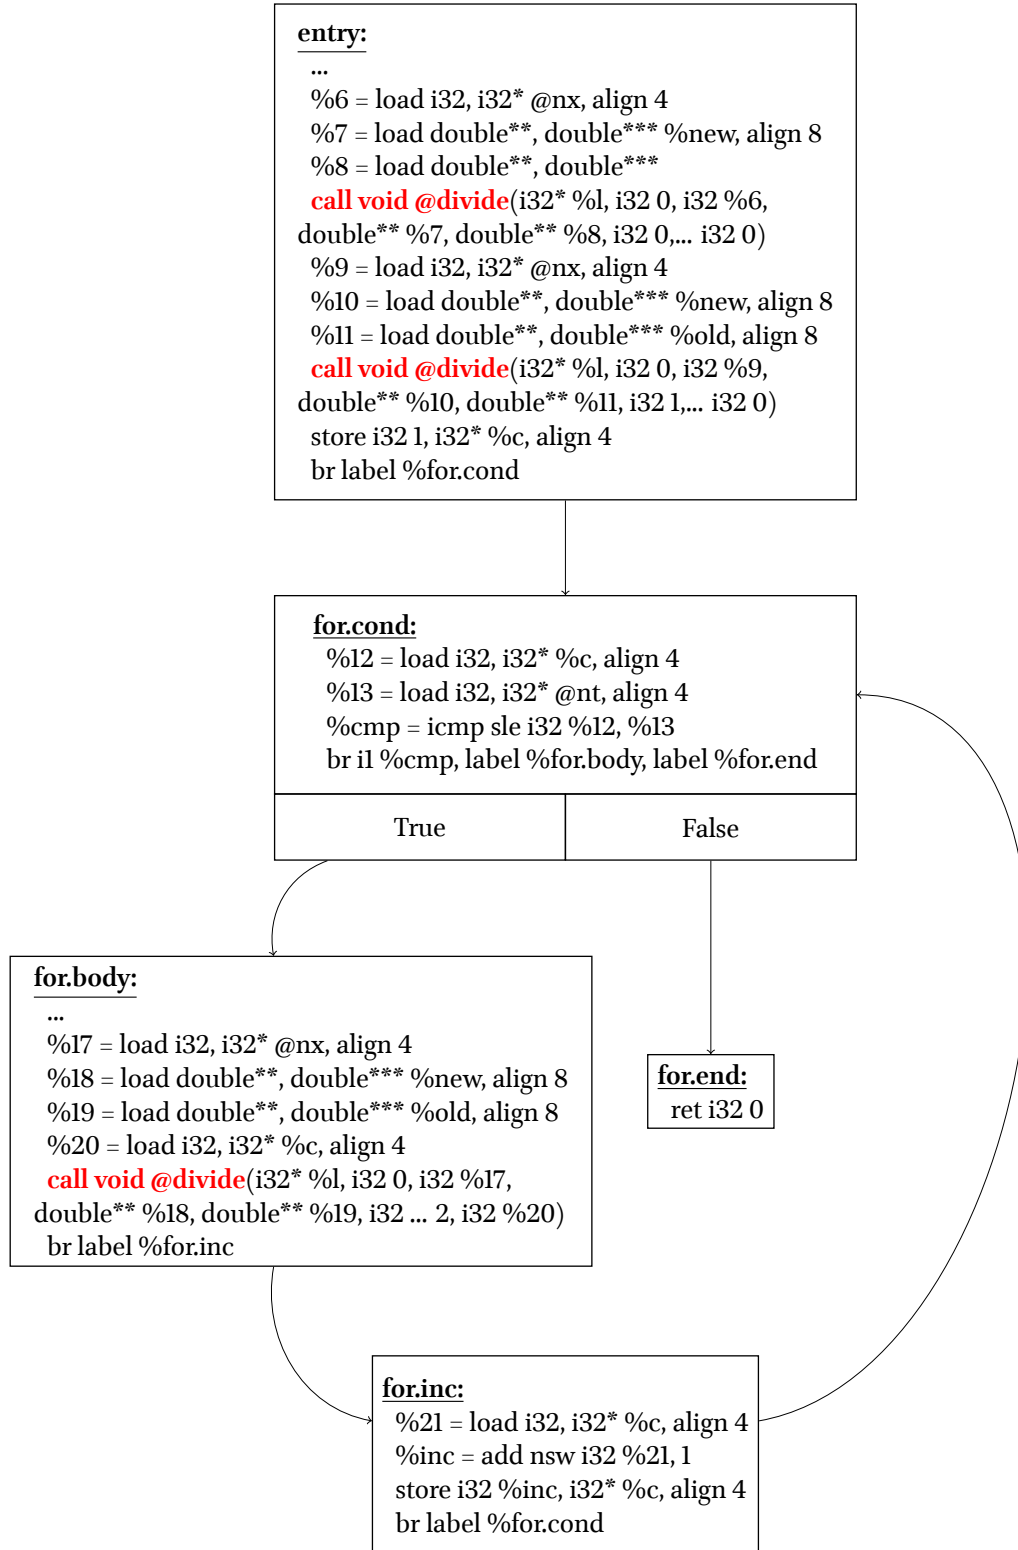 entry:
...
%6 = load i32, i32* @nx, align 4
%7 = load double**, double*** %new, align 8
%8 = load double**, double***
call void @divide(i32* %l, i32 0, i32 %6,
double** %7, double** %8, i32 0,... i32 0)
%9 = load i32, i32* @nx, align 4
%10 = load double**, double*** %new, align 8
%11 = load double**, double*** %old, align 8
call void @divide(i32* %l, i32 0, i32 %9,
double** %10, double** %11, i32 1,... i32 0)
store i32 1, i32* %c, align 4
br label %for.cond
for.cond:
%12 = load i32, i32* %c, align 4
%13 = load i32, i32* @nt, align 4
%cmp = icmp sle i32 %12, %13
br i1 %cmp, label %for.body, label %for.end
True
False
for.body:
...
%17 = load i32, i32* @nx, align 4
%18 = load double**, double*** %new, align 8
%19 = load double**, double*** %old, align 8
%20 = load i32, i32* %c, align 4
call void @divide(i32* %l, i32 0, i32 %17,
double** %18, double** %19, i32 ... 2, i32 %20)
br label %for.inc
for.end:
ret i32 0
for.inc:
%21 = load i32, i32* %c, align 4
%inc = add nsw i32 %21, 1
store i32 %inc, i32* %c, align 4
br label %for.cond